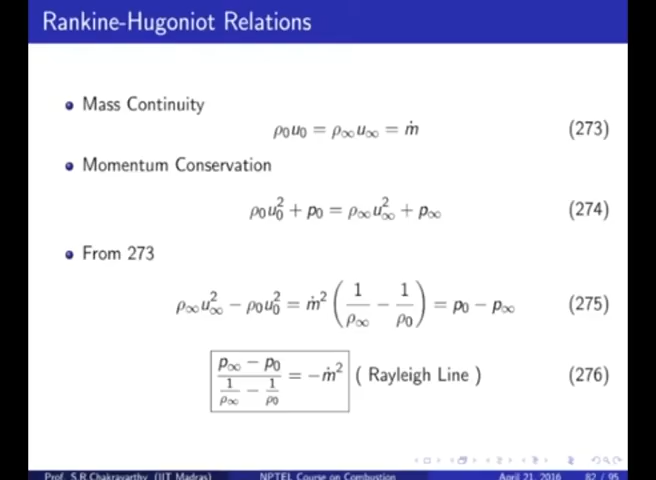 Rankine-Hugoniot Relations
Mass Continuity
ρ₀u₀ = ρ∞u∞ = ṁ (273)
Momentum Conservation
ρ₀u₀² + p₀ = ρ∞u∞² + p∞ (274)
From 273
ρ∞u∞² − ρ₀u₀² = ṁ² (1/ρ∞ − 1/ρ₀) = p₀ − p∞ (275)
(p∞ − p₀)/(1/ρ∞ − 1/ρ₀) = −ṁ² ( Rayleigh Line ) (276)
Prof. S.R.Chakravarthy (IIT Madras) NPTEL Course on Combustion April 21, 2016 82 / 95